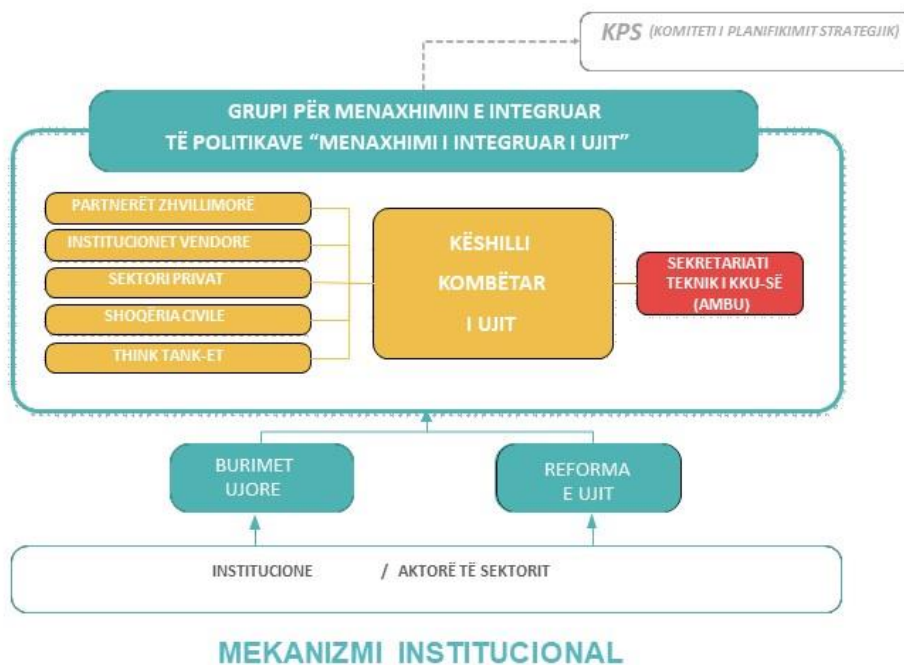 KPS (KOMITETI I PLANIFIKIMIT STRATEGJIK)
GRUPI PËR MENAXHIMIN E INTEGRUAR
TË POLITIKAVE “MENAXHIMI I INTEGRUAR I UJIT”
PARTNERËT ZHVILLIMORË
INSTITUCIONET VENDORE
SEKTORI PRIVAT
SHOQËRIA CIVILE
THINK TANK-ET
KËSHILLI
KOMBËTAR
I UJIT
SEKRETARIATI
TEKNIK I KKU-SË
(AMBU)
BURIMET
UJORE
REFORMA
E UJIT
INSTITUCIONE / AKTORË TË SEKTORIT
MEKANIZMI INSTITUCIONAL